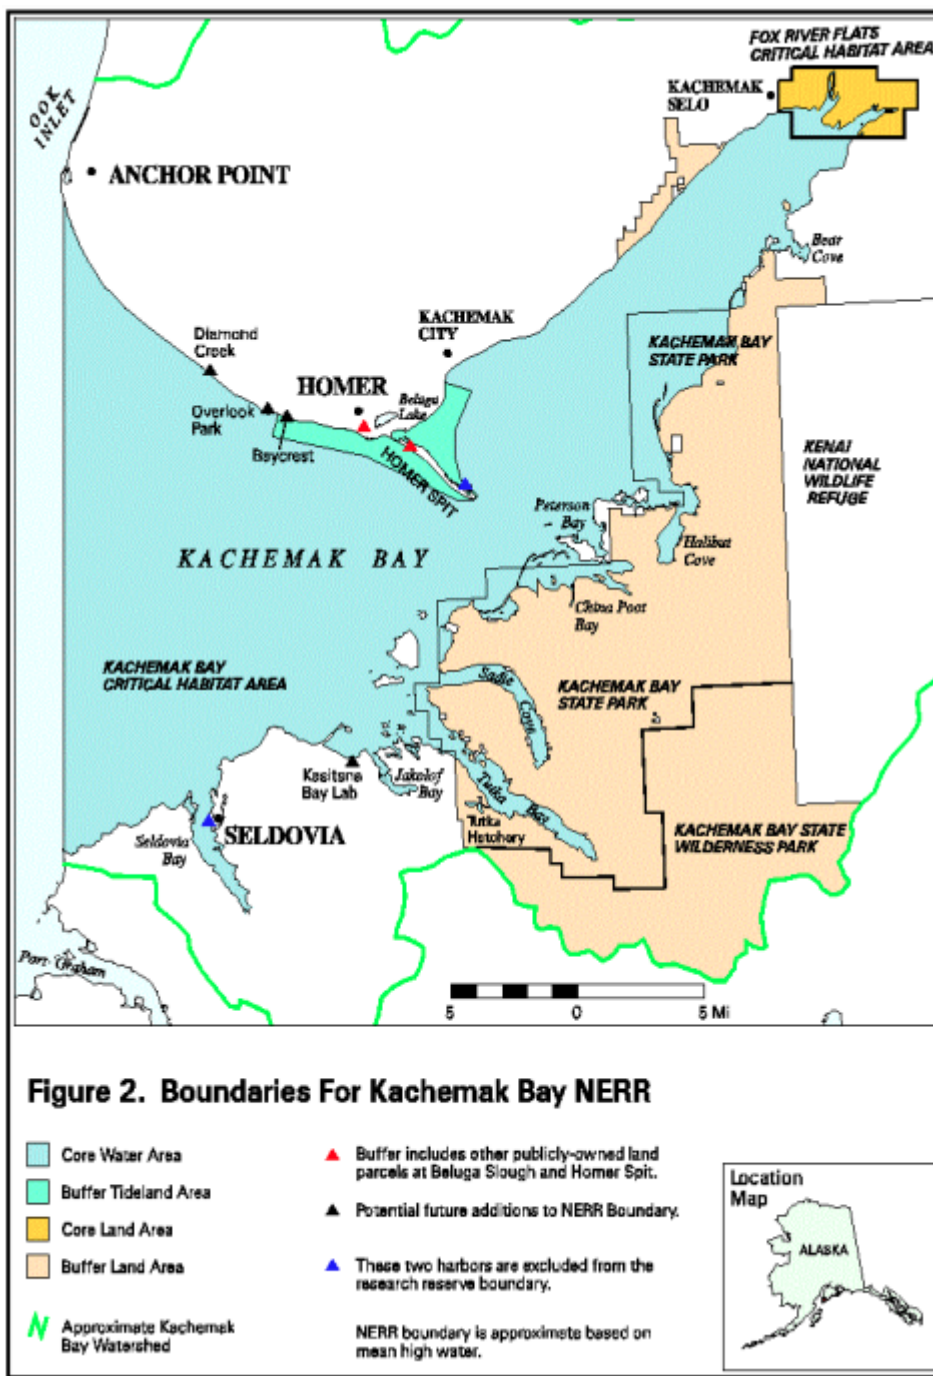 FOX RIVER FLATS
CRITICAL HABITAT AREA
KACHEMAK
SELO
OOK
INLET
ANCHOR POINT
Bear
Cove
KACHEMAK
CITY
Diamond
Creek
KACHEMAK BAY
STATE PARK
HOMER
Beluga
Lake
Overlook
Park
Baycrest
HOMER SPIT
KENAI
NATIONAL
WILDLIFE
REFUGE
Peterson
Bay
Halibut
Cove
KACHEMAK BAY
China Poot
Bay
KACHEMAK BAY
CRITICAL HABITAT AREA
Sadie
Cove
KACHEMAK BAY
STATE PARK
Kasitsna
Bay Lab
Jakolof
Bay
Tutka
Bay
Tutka
Hatchery
SELDOVIA
Seldovia
Bay
KACHEMAK BAY STATE
WILDERNESS PARK
Port Graham
5 0 5 Mi
Figure 2. Boundaries For Kachemak Bay NERR
Core Water Area
Buffer Tideland Area
Core Land Area
Buffer Land Area
Approximate Kachemak
Bay Watershed
Buffer includes other publicly-owned land
parcels at Beluga Slough and Homer Spit.
Potential future additions to NERR Boundary.
These two harbors are excluded from the
research reserve boundary.
NERR boundary is approximate based on
mean high water.
Location
Map
ALASKA